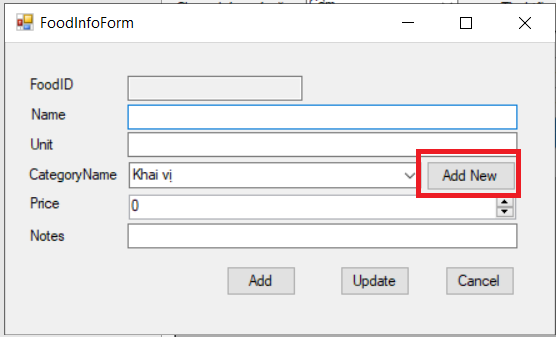 FoodInfoForm
FoodID
Name
Unit
CategoryName Khai vị Add New
Price 0
Notes
Add Update Cancel